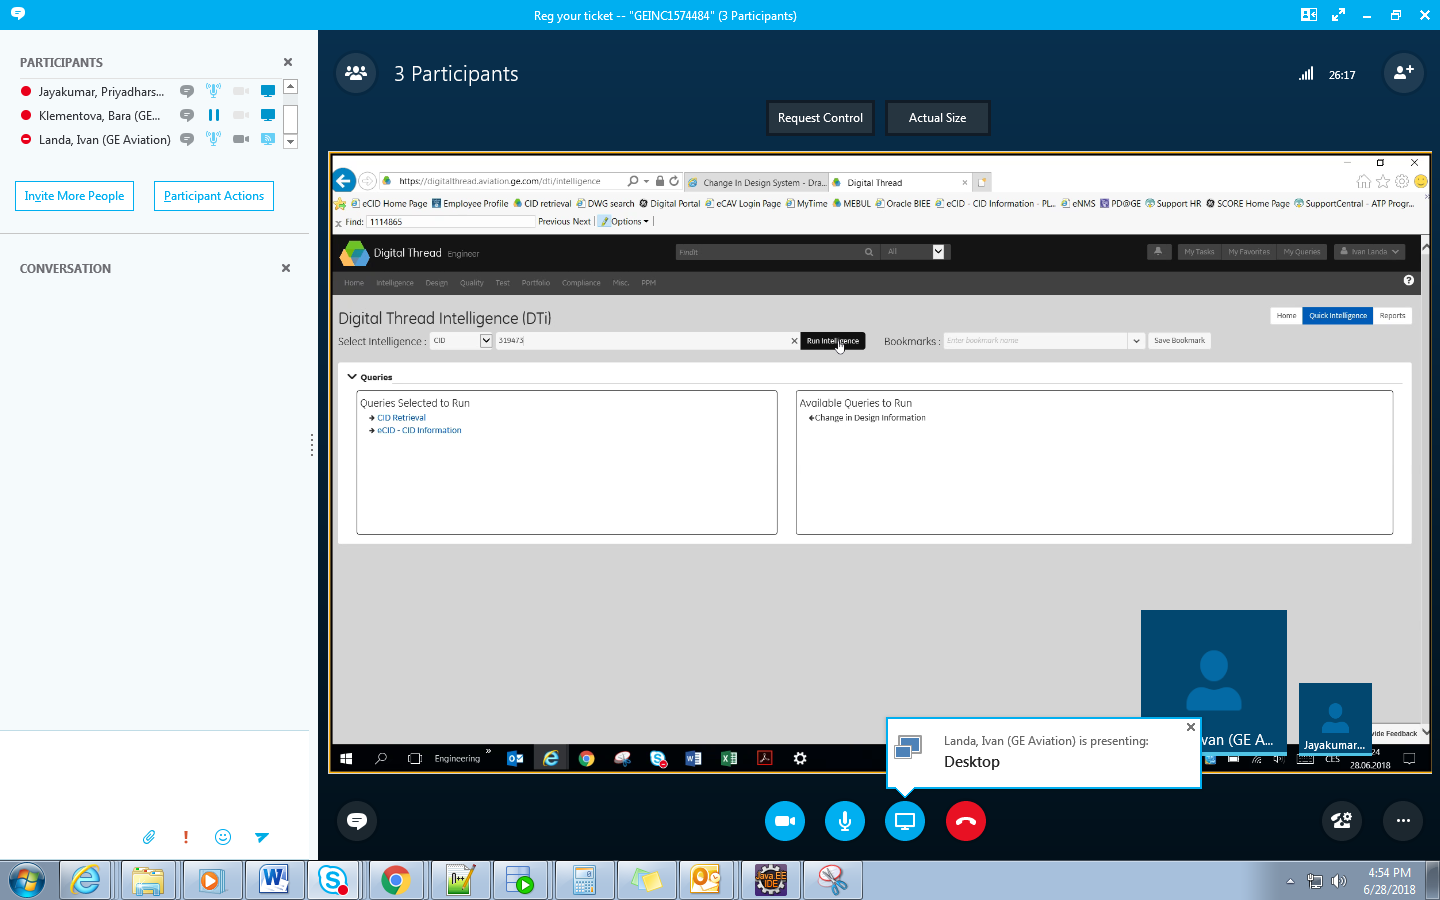 Reg your ticket -- "GEINC1574484" (3 Participants)
PARTICIPANTS
Jayakumar, Priyadhars...
Klementova, Bara (GE...
Landa, Ivan (GE Aviation)
Invite More People
Participant Actions
CONVERSATION
3 Participants
26:17
Request Control
Actual Size
https://digitalthread.aviation.ge.com/dti/intelligence
Change In Design System - Dra...
Digital Thread
eCID Home Page
Employee Profile
CID retrieval
DWG search
Digital Portal
eCAV Login Page
MyTime
MEBUL
Oracle BIEE
eCID - CID Information - PL...
eNMS
PD@GE
Support HR
SCORE Home Page
SupportCentral - ATP Progr...
x Find: 1114865
Previous Next
Options
Digital Thread Engineer
FindIt
All
My Tasks
My Favorites
My Queries
Ivan Landa
Home Intelligence Design Quality Test Portfolio Compliance Misc. PPM
Digital Thread Intelligence (DTi)
Home
Quick Intelligence
Reports
Select Intelligence :
CID
319473
Run Intelligence
Bookmarks :
Enter bookmark name
Save Bookmark
Queries
Queries Selected to Run
CID Retrieval
eCID - CID Information
Available Queries to Run
Change in Design Information
van (GE A...
Jayakumar...
vide Feedback
Landa, Ivan (GE Aviation) is presenting:
Desktop
Engineering
CES
24
28.06.2018
4:54 PM
6/28/2018